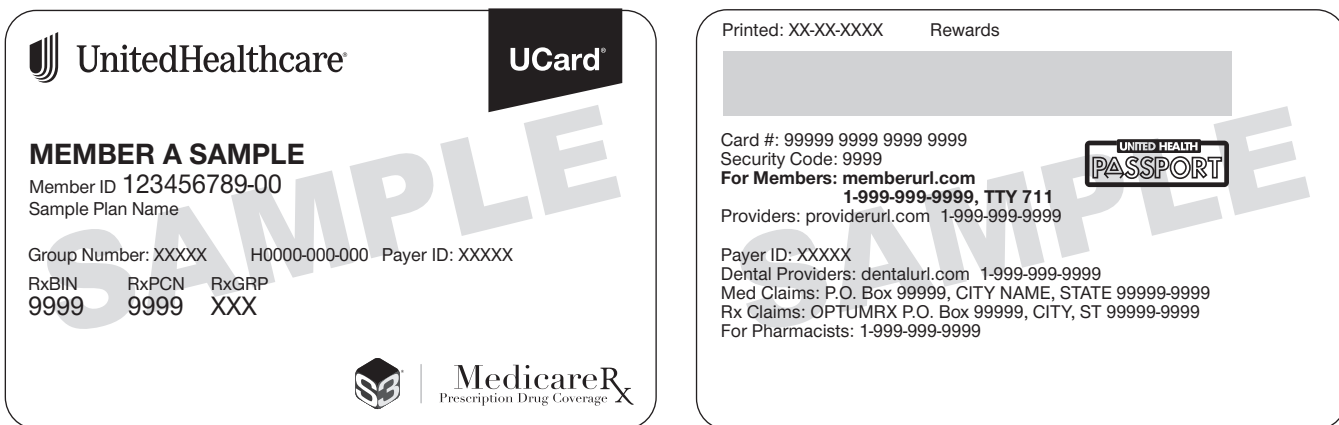 UnitedHealthcare®
UCard®
SAMPLE
MEMBER A SAMPLE
Member ID 123456789-00
Sample Plan Name
Group Number: XXXXX H0000-000-000 Payer ID: XXXXX
RxBIN RxPCN RxGRP
9999 9999 XXX
S3
MedicareRx
Prescription Drug Coverage
Printed: XX-XX-XXXX Rewards
SAMPLE
Card #: 99999 9999 9999 9999
Security Code: 9999
For Members: memberurl.com
1-999-999-9999, TTY 711
Providers: providerurl.com 1-999-999-9999
UNITED HEALTH
PASSPORT
Payer ID: XXXXX
Dental Providers: dentalurl.com 1-999-999-9999
Med Claims: P.O. Box 99999, CITY NAME, STATE 99999-9999
Rx Claims: OPTUMRX P.O. Box 99999, CITY, ST 99999-9999
For Pharmacists: 1-999-999-9999